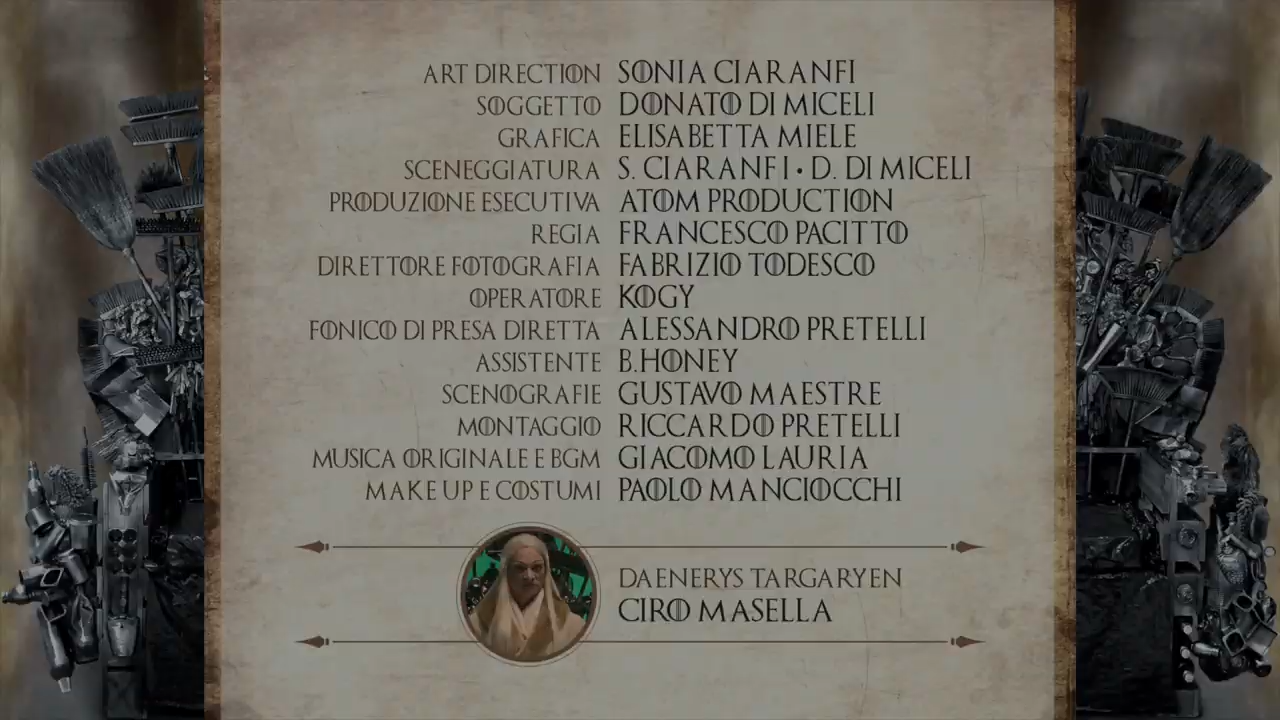 ART DIRECTION SONIA CIARANFI
SOGGETTO DONATO DI MICELI
GRAFICA ELISABETTA MIELE
SCENEGGIATURA S. CIARANFI • D. DI MICELI
PRODUZIONE ESECUTIVA ATOM PRODUCTION
REGIA FRANCESCO PACITTO
DIRETTORE FOTOGRAFIA FABRIZIO TODESCO
OPERATORE KOGY
FONICO DI PRESA DIRETTA ALESSANDRO PRETELLI
ASSISTENTE B.HONEY
SCENOGRAFIE GUSTAVO MAESTRE
MONTAGGIO RICCARDO PRETELLI
MUSICA ORIGINALE E BGM GIACOMO LAURIA
MAKE UP E COSTUMI PAOLO MANCIOCCHI
DAENERYS TARGARYEN
CIRO MASELLA